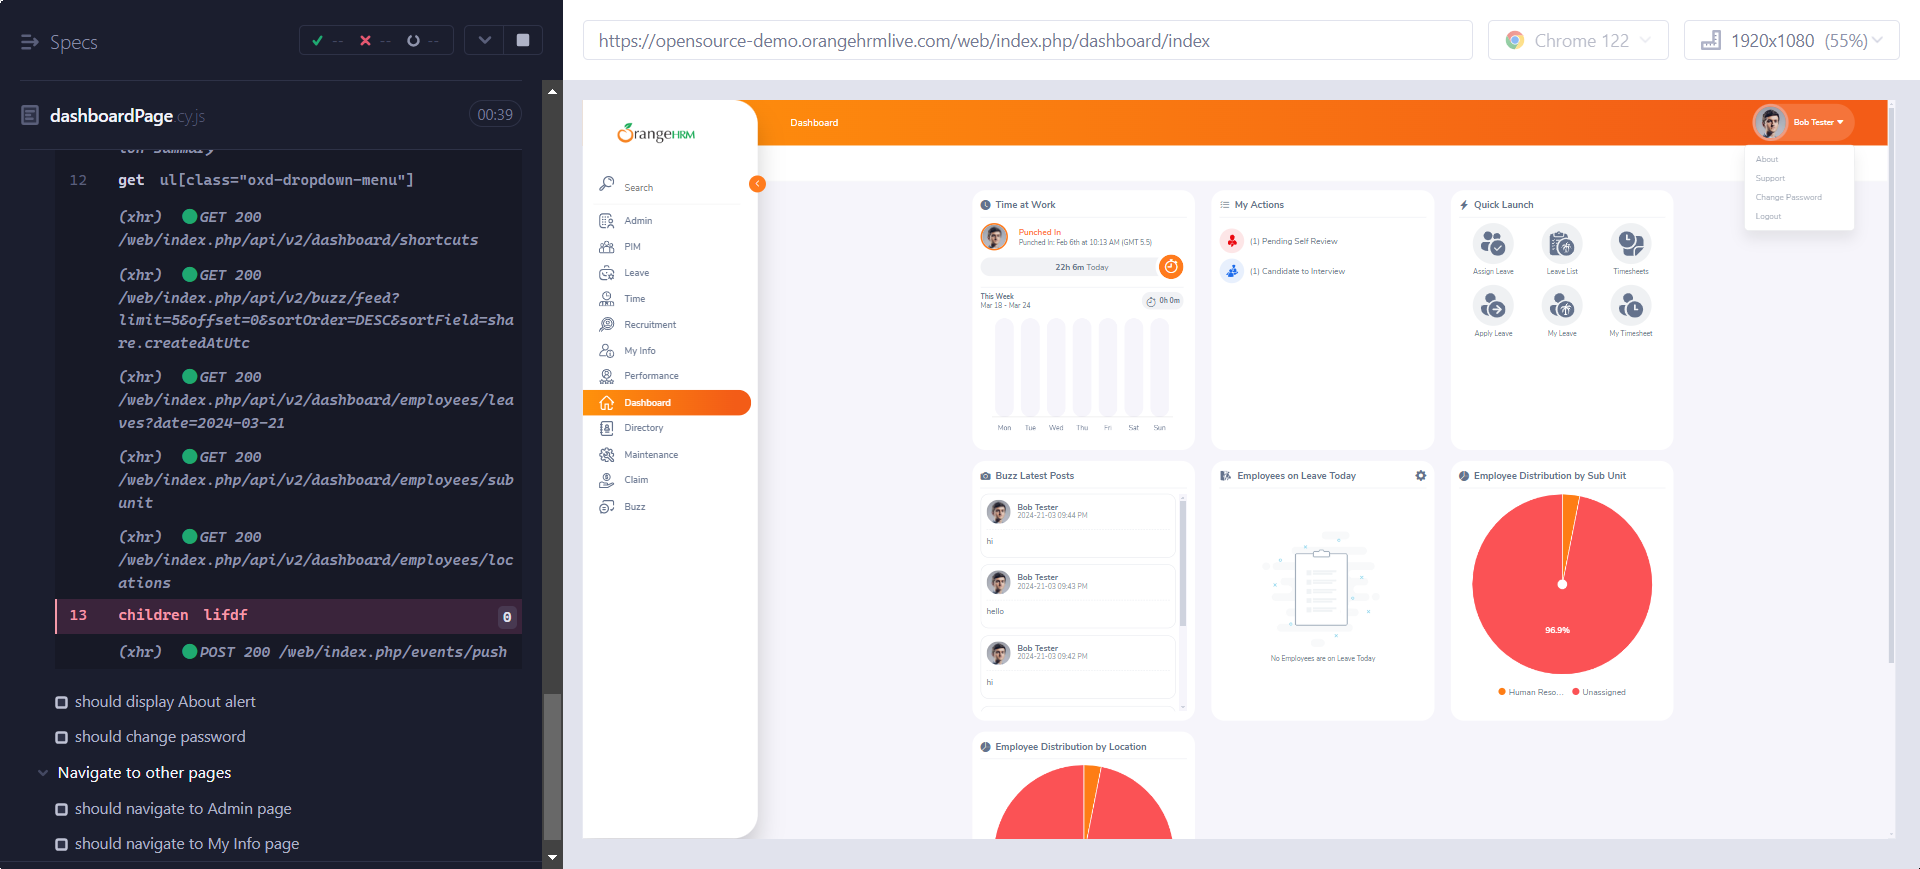 Specs
--
--
--
https://opensource-demo.orangehrmlive.com/web/index.php/dashboard/index
Chrome 122
1920x1080 (55%)
dashboardPage.cy.js
00:39
ton summary
12 get ul[class="oxd-dropdown-menu"]
(xhr) GET 200
/web/index.php/api/v2/dashboard/shortcuts
(xhr) GET 200
/web/index.php/api/v2/buzz/feed?
limit=5&offset=0&sortOrder=DESC&sortField=sha
re.createdAtUtc
(xhr) GET 200
/web/index.php/api/v2/dashboard/employees/lea
ves?date=2024-03-21
(xhr) GET 200
/web/index.php/api/v2/dashboard/employees/sub
unit
(xhr) GET 200
/web/index.php/api/v2/dashboard/employees/loc
ations
13 children lifdf 0
(xhr) POST 200 /web/index.php/events/push
should display About alert
should change password
Navigate to other pages
should navigate to Admin page
should navigate to My Info page
OrangeHRM
Search
Admin
PIM
Leave
Time
Recruitment
My Info
Performance
Dashboard
Directory
Maintenance
Claim
Buzz
Dashboard
Bob Tester
About
Support
Change Password
Logout
Time at Work
Punched In
Punched In: Feb 6th at 10:13 AM (GMT 5.5)
22h 6m Today
This Week
Mar 18 - Mar 24
0h 0m
Mon Tue Wed Thu Fri Sat Sun
My Actions
(1) Pending Self Review
(1) Candidate to Interview
Quick Launch
Assign Leave
Leave List
Timesheets
Apply Leave
My Leave
My Timesheet
Buzz Latest Posts
Bob Tester
2024-21-03 09:44 PM
hi
Bob Tester
2024-21-03 09:43 PM
hello
Bob Tester
2024-21-03 09:42 PM
hi
Employees on Leave Today
No Employees are on Leave Today
Employee Distribution by Sub Unit
96.9%
Human Reso...
Unassigned
Employee Distribution by Location